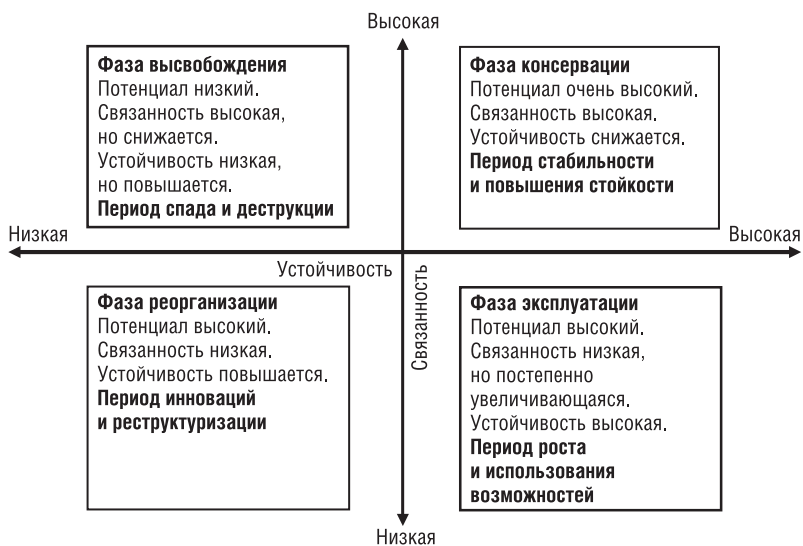 Высокая
Фаза высвобождения
Потенциал низкий.
Связанность высокая,
но снижается.
Устойчивость низкая,
но повышается.
Период спада и деструкции
Фаза консервации
Потенциал очень высокий.
Связанность высокая.
Устойчивость снижается.
Период стабильности
и повышения стойкости
Низкая
Высокая
Устойчивость
Связанность
Фаза реорганизации
Потенциал высокий.
Связанность низкая.
Устойчивость повышается.
Период инноваций
и реструктуризации
Фаза эксплуатации
Потенциал высокий.
Связанность низкая,
но постепенно
увеличивающаяся.
Устойчивость высокая.
Период роста
и использования
возможностей
Низкая